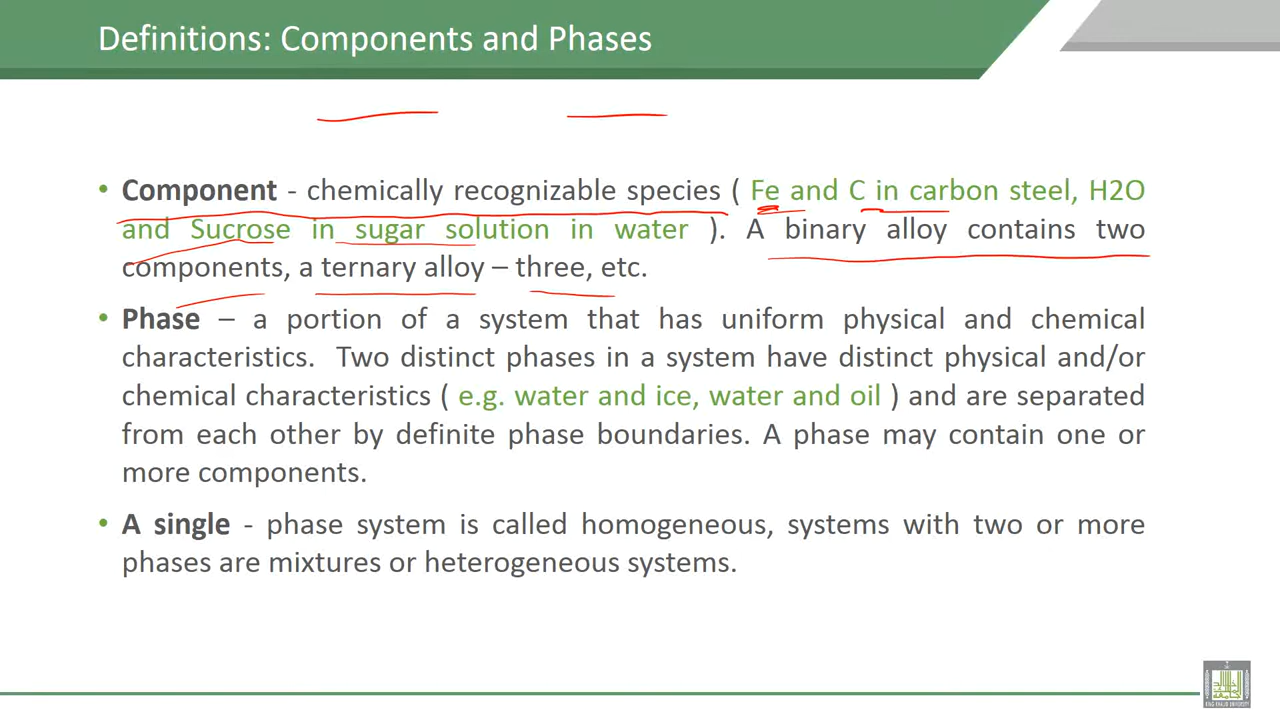 Definitions: Components and Phases
• Component - chemically recognizable species ( Fe and C in carbon steel, H2O
and Sucrose in sugar solution in water ). A binary alloy contains two
components, a ternary alloy – three, etc.
• Phase – a portion of a system that has uniform physical and chemical
characteristics. Two distinct phases in a system have distinct physical and/or
chemical characteristics ( e.g. water and ice, water and oil ) and are separated
from each other by definite phase boundaries. A phase may contain one or
more components.
• A single - phase system is called homogeneous, systems with two or more
phases are mixtures or heterogeneous systems.
KING KHALID UNIVERSITY